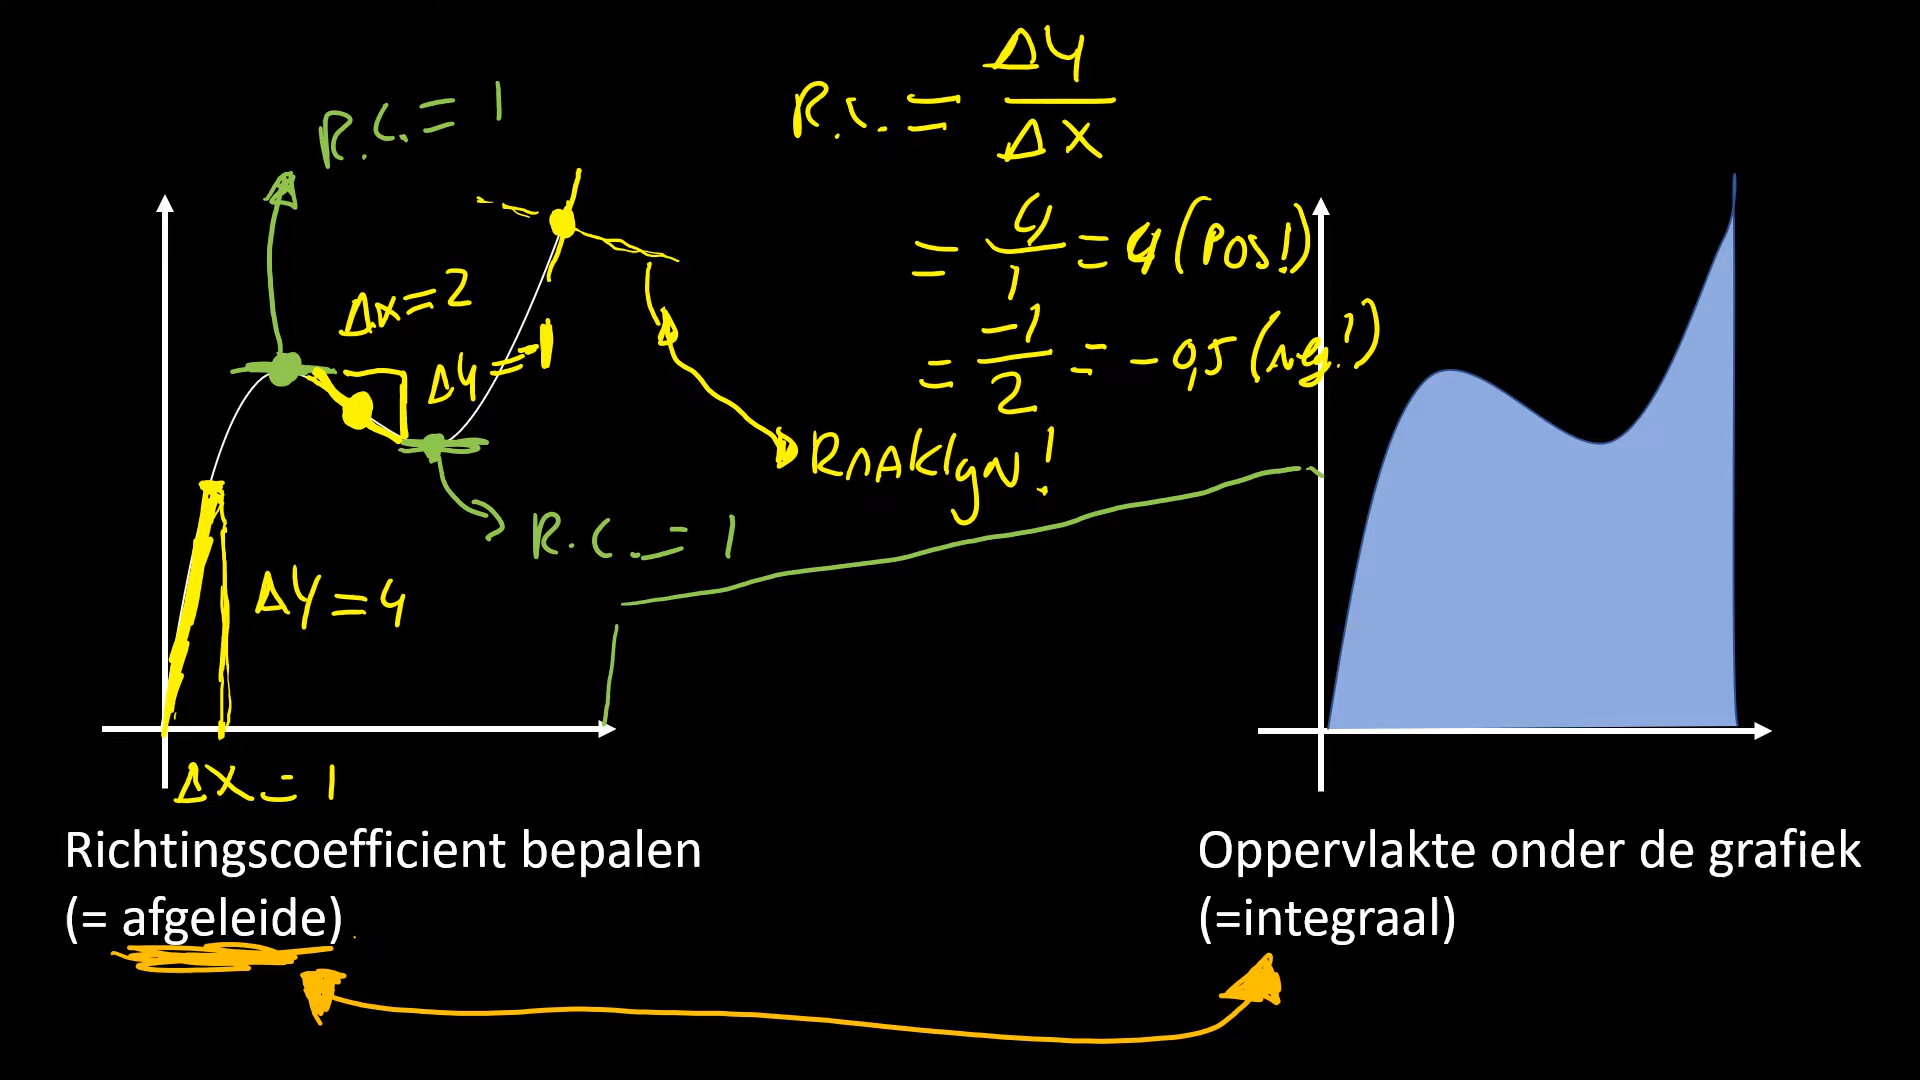 R.C. = 1
R.C. = ΔY
ΔX
= 4/1 = 4 (Pos!)
= -1/2 = -0,5 (neg!)
Δx = 2
Δy = -1
RAAKlyN!
R.C. = 1
ΔY = 4
ΔX = 1
Richtingscoefficient bepalen
(= afgeleide)
Oppervlakte onder de grafiek
(=integraal)